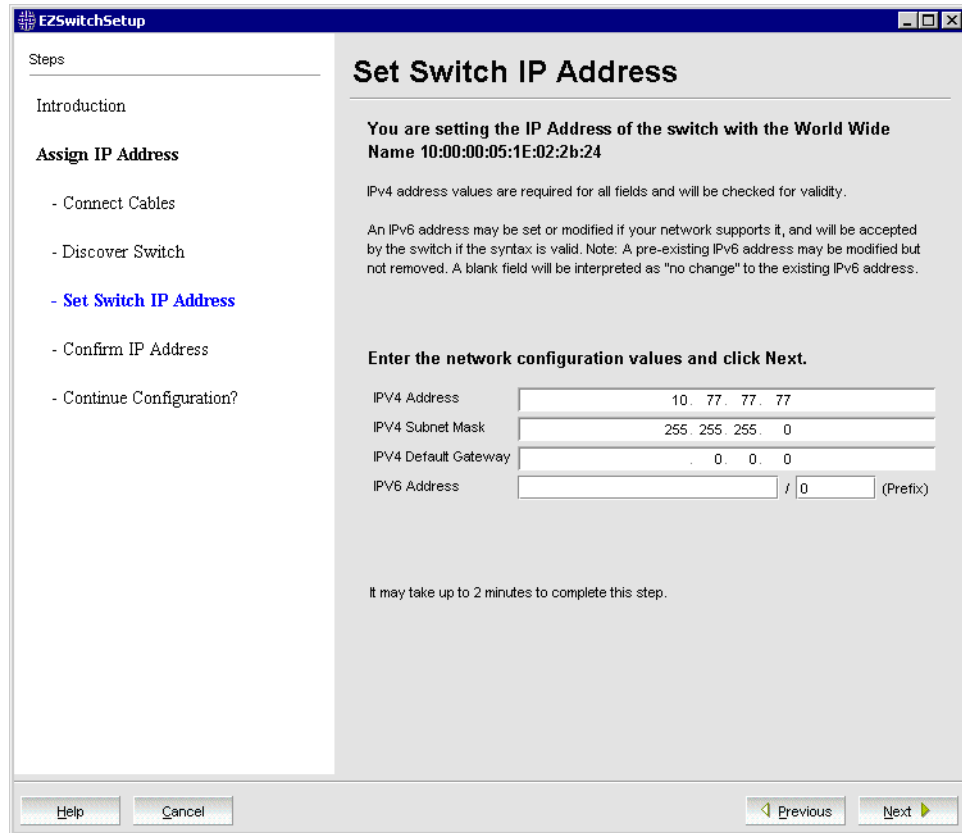 EZSwitchSetup
Steps
Introduction
Assign IP Address
- Connect Cables
- Discover Switch
- Set Switch IP Address
- Confirm IP Address
- Continue Configuration?
Set Switch IP Address
You are setting the IP Address of the switch with the World Wide
Name 10:00:00:05:1E:02:2b:24
IPv4 address values are required for all fields and will be checked for validity.
An IPv6 address may be set or modified if your network supports it, and will be accepted
by the switch if the syntax is valid. Note: A pre-existing IPv6 address may be modified but
not removed. A blank field will be interpreted as "no change" to the existing IPv6 address.
Enter the network configuration values and click Next.
IPV4 Address 10. 77. 77. 77
IPV4 Subnet Mask 255. 255. 255. 0
IPV4 Default Gateway . 0. 0. 0
IPV6 Address / 0 (Prefix)
It may take up to 2 minutes to complete this step.
Help Cancel Previous Next